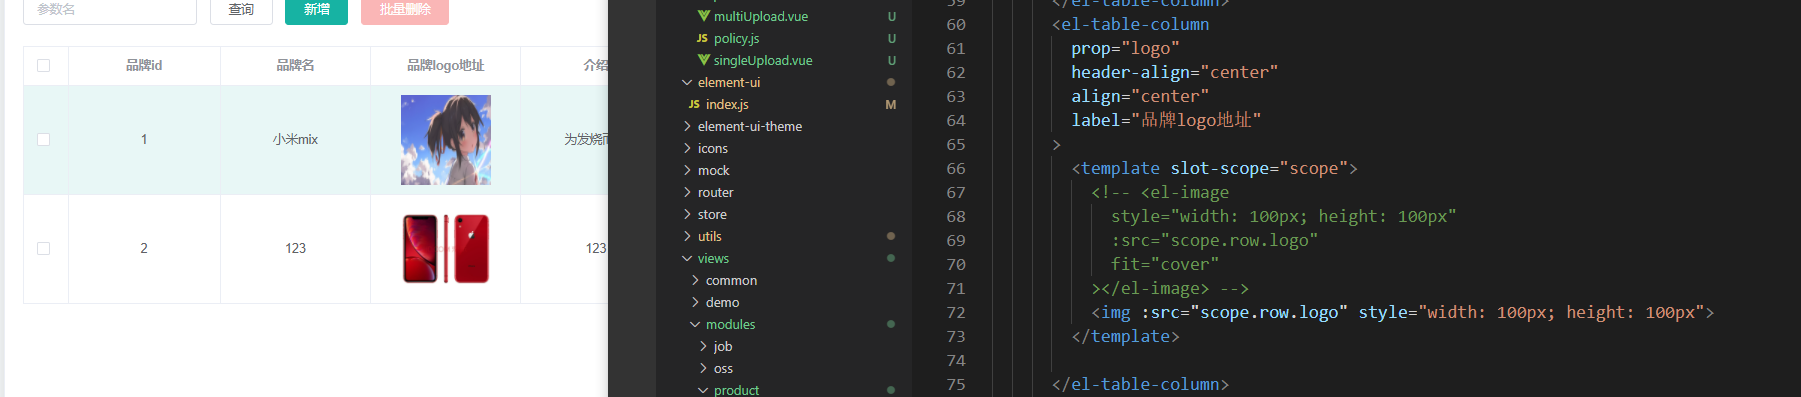 参数名
查询
新增
批量删除
品牌id
品牌名
品牌logo地址
介绍
1
小米mix
为发烧
2
123
123
multiUpload.vue
U
policy.js
U
singleUpload.vue
U
element-ui
index.js
M
element-ui-theme
icons
mock
router
store
utils
views
common
demo
modules
job
oss
product
59 </el-table-column>
60 <el-table-column
61 prop="logo"
62 header-align="center"
63 align="center"
64 label="品牌logo地址"
65 >
66 <template slot-scope="scope">
67 <!-- <el-image
68 style="width: 100px; height: 100px"
69 :src="scope.row.logo"
70 fit="cover"
71 ></el-image> -->
72 <img :src="scope.row.logo" style="width: 100px; height: 100px">
73 </template>
74
75 </el-table-column>